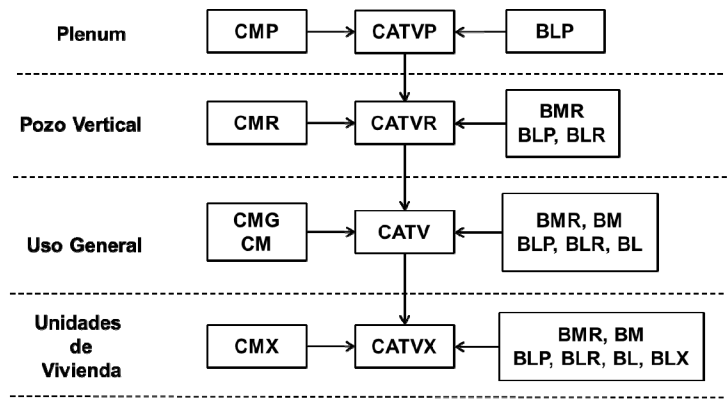 Plenum
CMP
CATVP
BLP
Pozo Vertical
CMR
CATVR
BMR
BLP, BLR
Uso General
CMG
CM
CATV
BMR, BM
BLP, BLR, BL
Unidades
de
Vivienda
CMX
CATVX
BMR, BM
BLP, BLR, BL, BLX